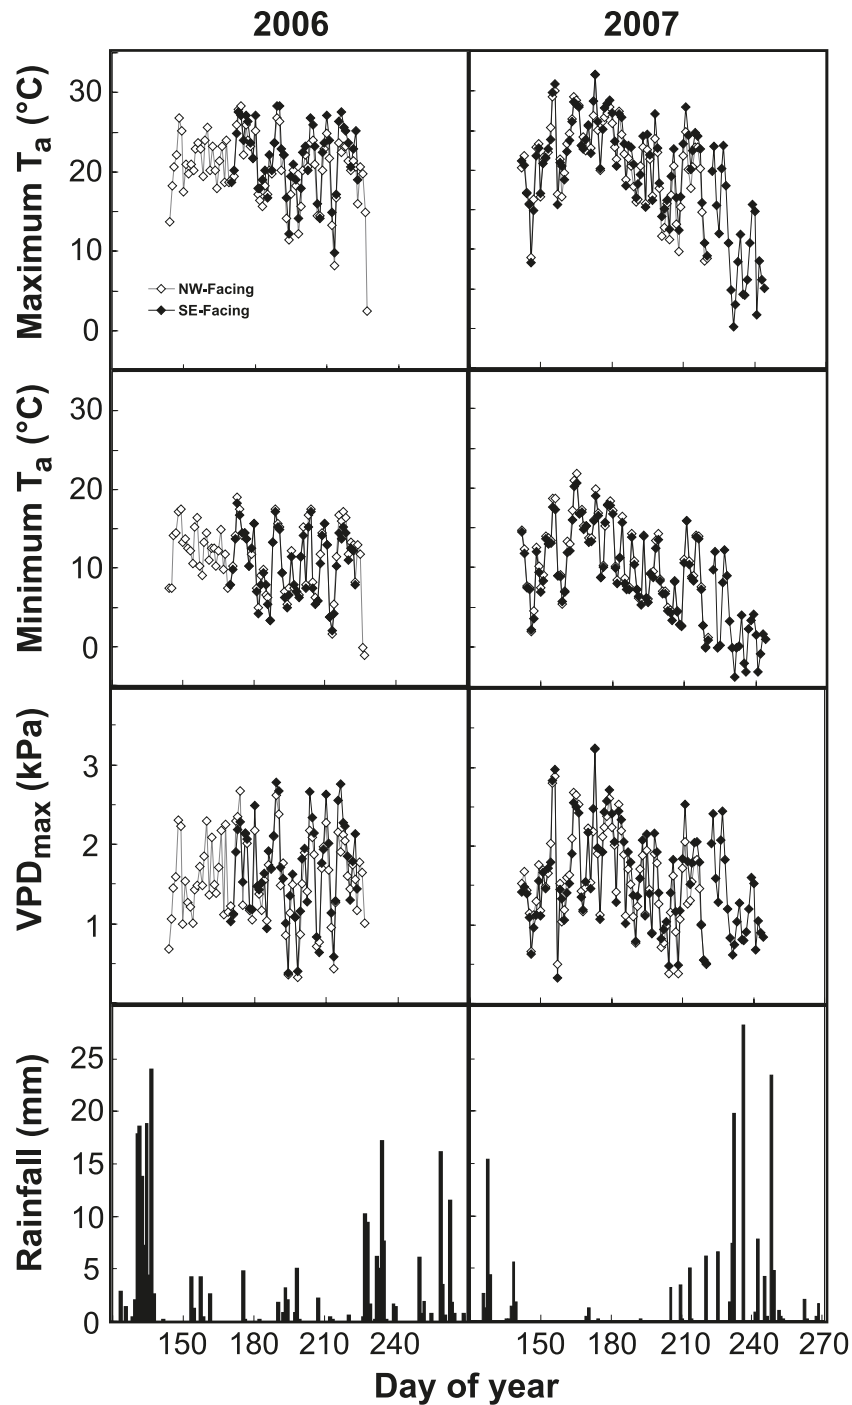 2006 2007
Maximum Ta (°C)
30
20
10
0
NW-Facing
SE-Facing
Minimum Ta (°C)
30
20
10
0
VPDmax (kPa)
3
2
1
Rainfall (mm)
25
20
15
10
5
0
150 180 210 240 150 180 210 240 270
Day of year